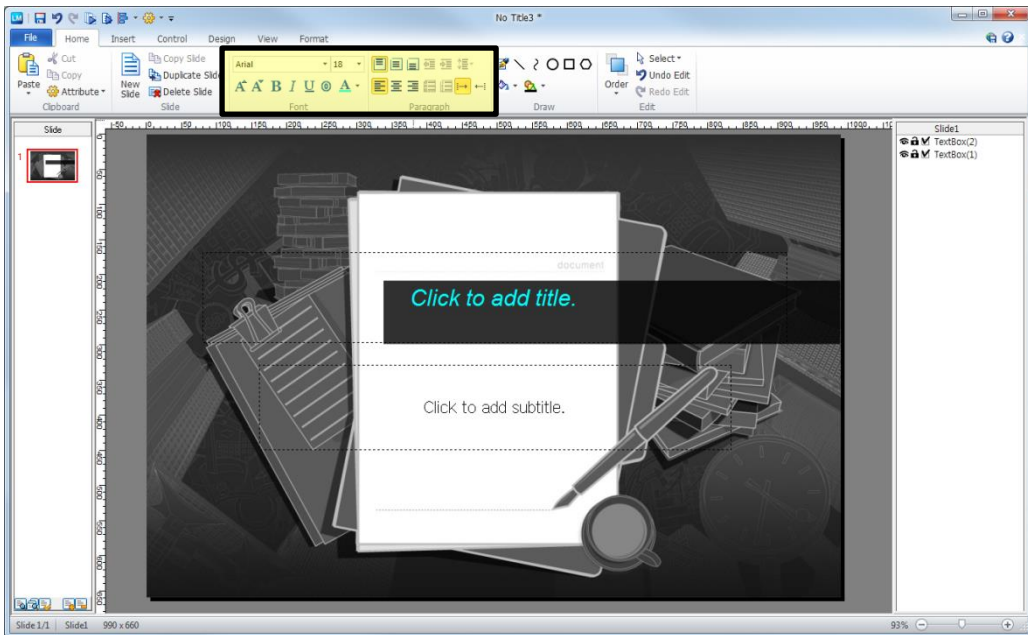 No Title3 *
File Home Insert Control Design View Format
Cut
Copy
Attribute
Paste
Clipboard
New Slide
Copy Slide
Duplicate Slide
Delete Slide
Slide
Arial 18
A A B I U A
Font
Paragraph
Draw
Order
Select
Undo Edit
Redo Edit
Edit
Slide
1
Slide1
TextBox(2)
TextBox(1)
document
Click to add title.
Click to add subtitle.
Slide 1/1 Slide1 990 x 660
93%